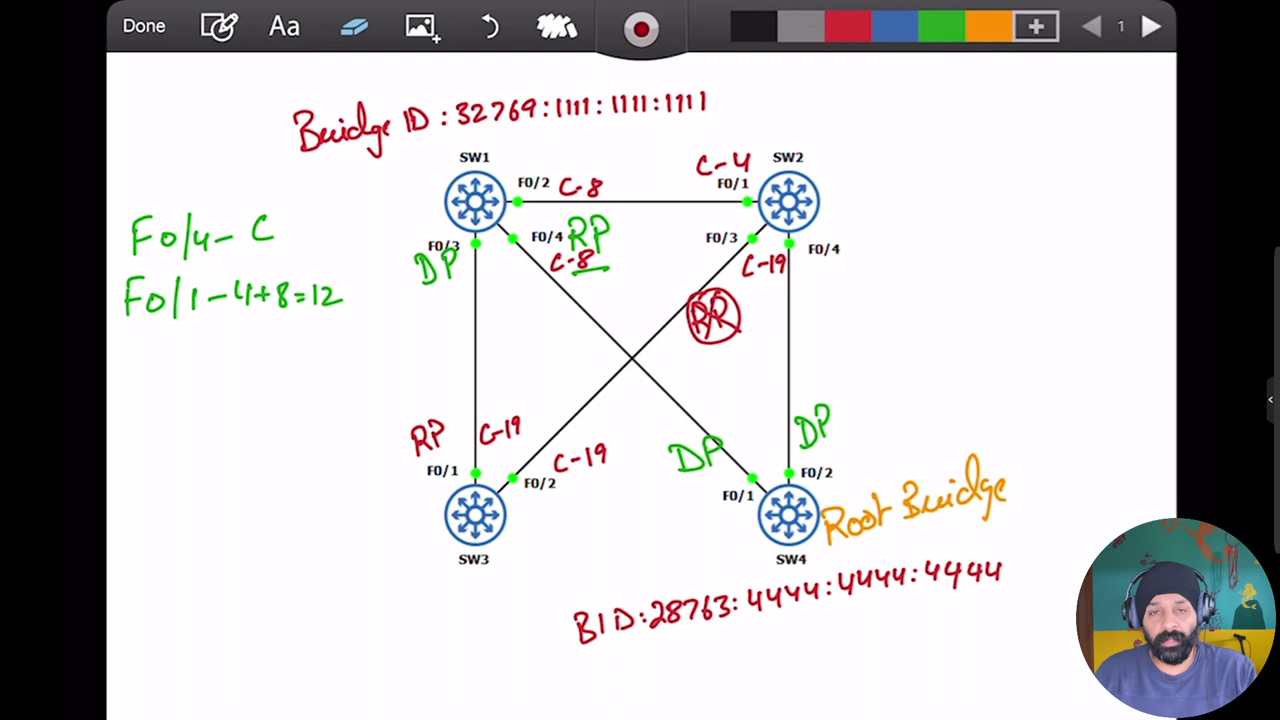 Done
Aa
1
Bridge ID : 32769:1111:1111:1111
SW1
SW2
F0/2
C-8
C-4
F0/1
F0/4 - C
F0/1 - 4+8=12
F0/3
DP
F0/4
RP
C-8
F0/3
C-19
F0/4
RP
RP
C-19
F0/1
C-19
F0/2
DP
DP
F0/1
F0/2
Root Bridge
SW3
SW4
BID:28763:4444:4444:4444